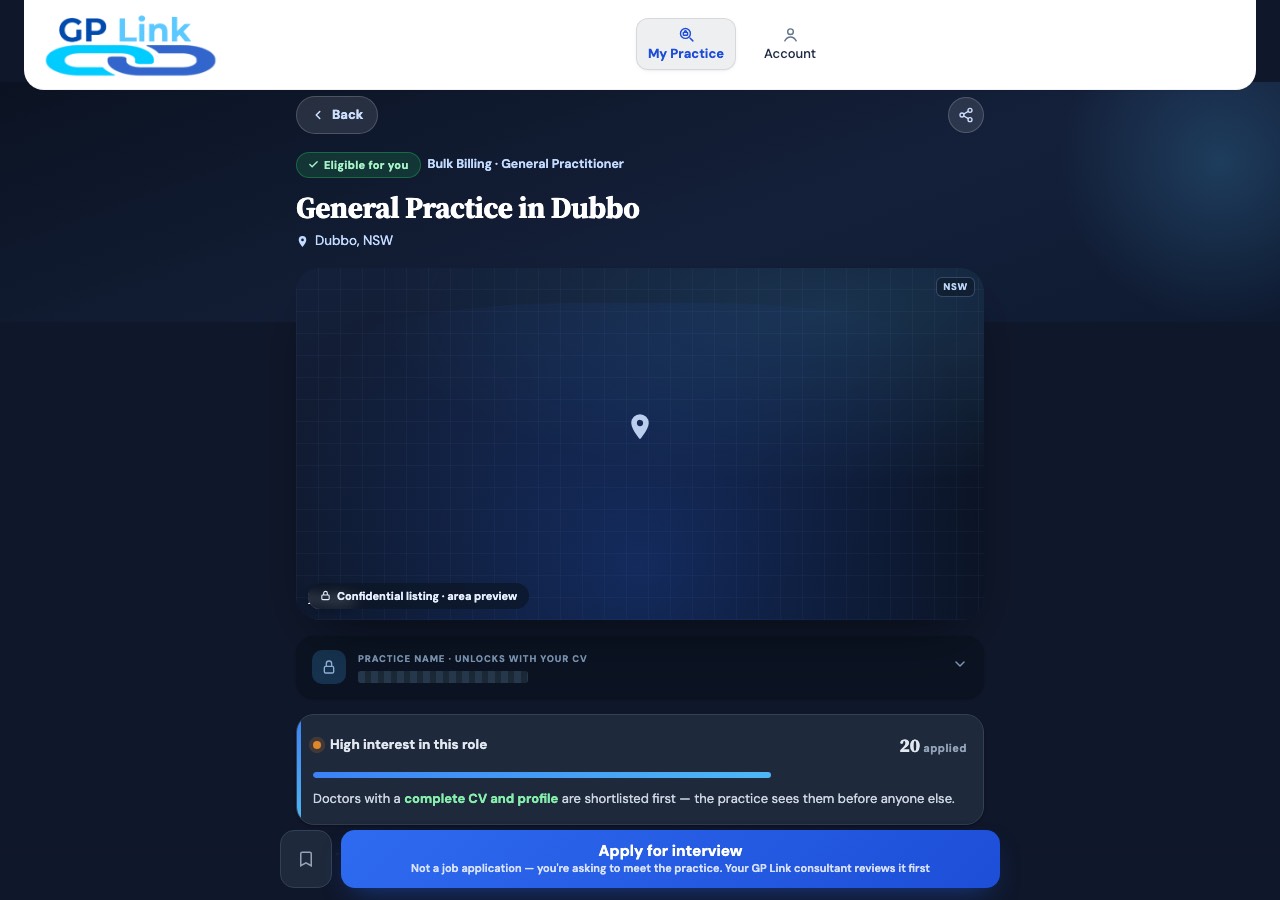 GP Link
My Practice
Account
Back
Eligible for you
Bulk Billing · General Practitioner
General Practice in Dubbo
Dubbo, NSW
NSW
Confidential listing · area preview
PRACTICE NAME · UNLOCKS WITH YOUR CV
High interest in this role
20 applied
Doctors with a complete CV and profile are shortlisted first — the practice sees them before anyone else.
Apply for interview
Not a job application — you're asking to meet the practice. Your GP Link consultant reviews it first